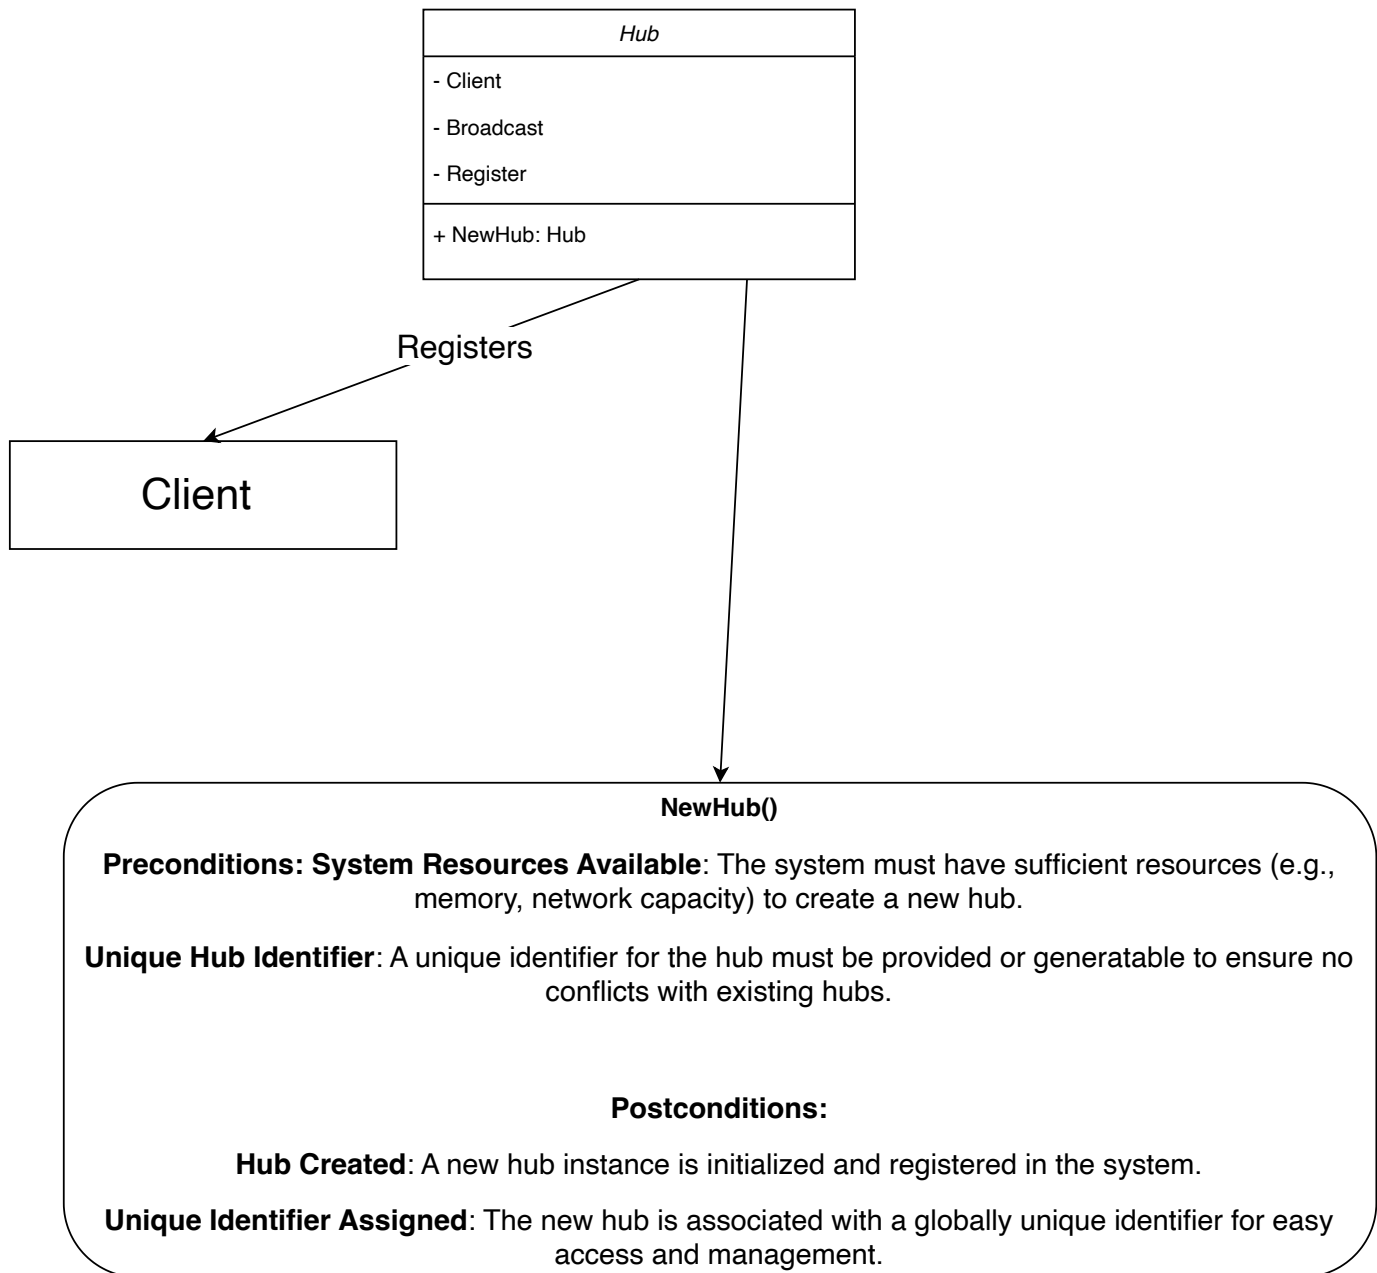 Hub
- Client
- Broadcast
- Register
+ NewHub: Hub
Registers
Client
NewHub()
Preconditions: System Resources Available: The system must have sufficient resources (e.g.,
memory, network capacity) to create a new hub.
Unique Hub Identifier: A unique identifier for the hub must be provided or generatable to ensure no
conflicts with existing hubs.
Postconditions:
Hub Created: A new hub instance is initialized and registered in the system.
Unique Identifier Assigned: The new hub is associated with a globally unique identifier for easy
access and management.